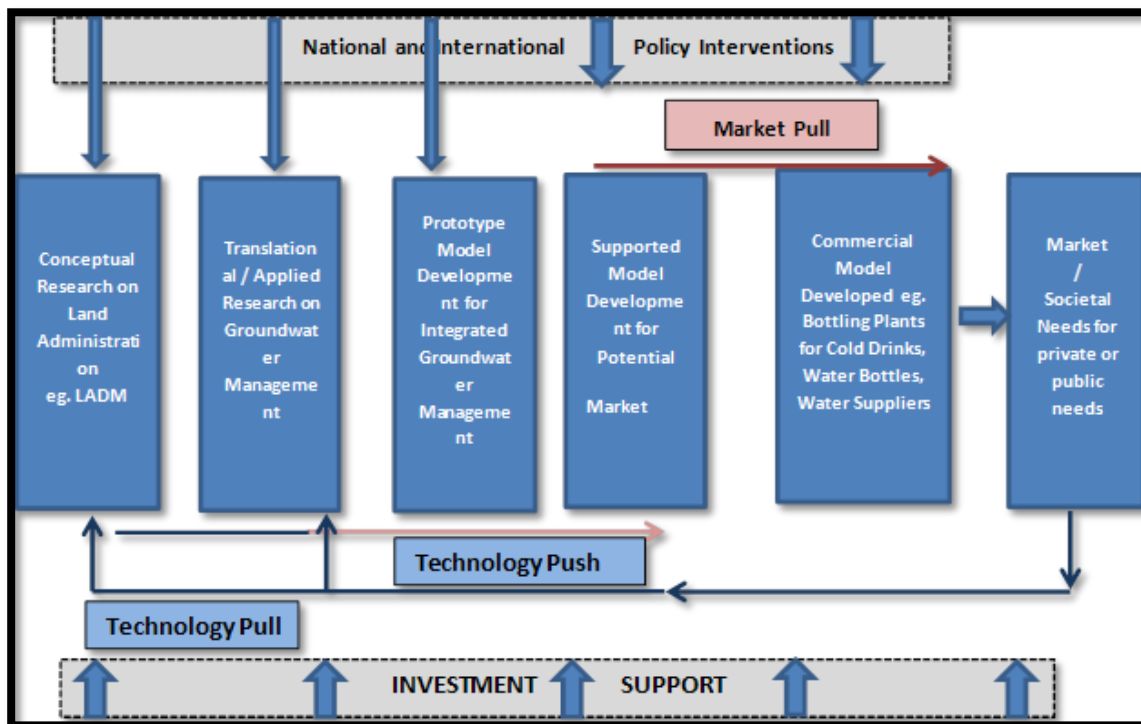 National and International Policy Interventions
Market Pull
Conceptual
Research on
Land
Administrati
on
eg. LADM
Translation
al / Applied
Research on
Groundwat
er
Manageme
nt
Prototype
Model
Developme
nt for
Integrated
Groundwat
er
Manageme
nt
Supported
Model
Developme
nt for
Potential
Market
Commercial
Model
Developed eg.
Bottling Plants
for Cold Drinks,
Water Bottles,
Water Suppliers
Market
/
Societal
Needs for
private or
public
needs
Technology Push
Technology Pull
INVESTMENT SUPPORT